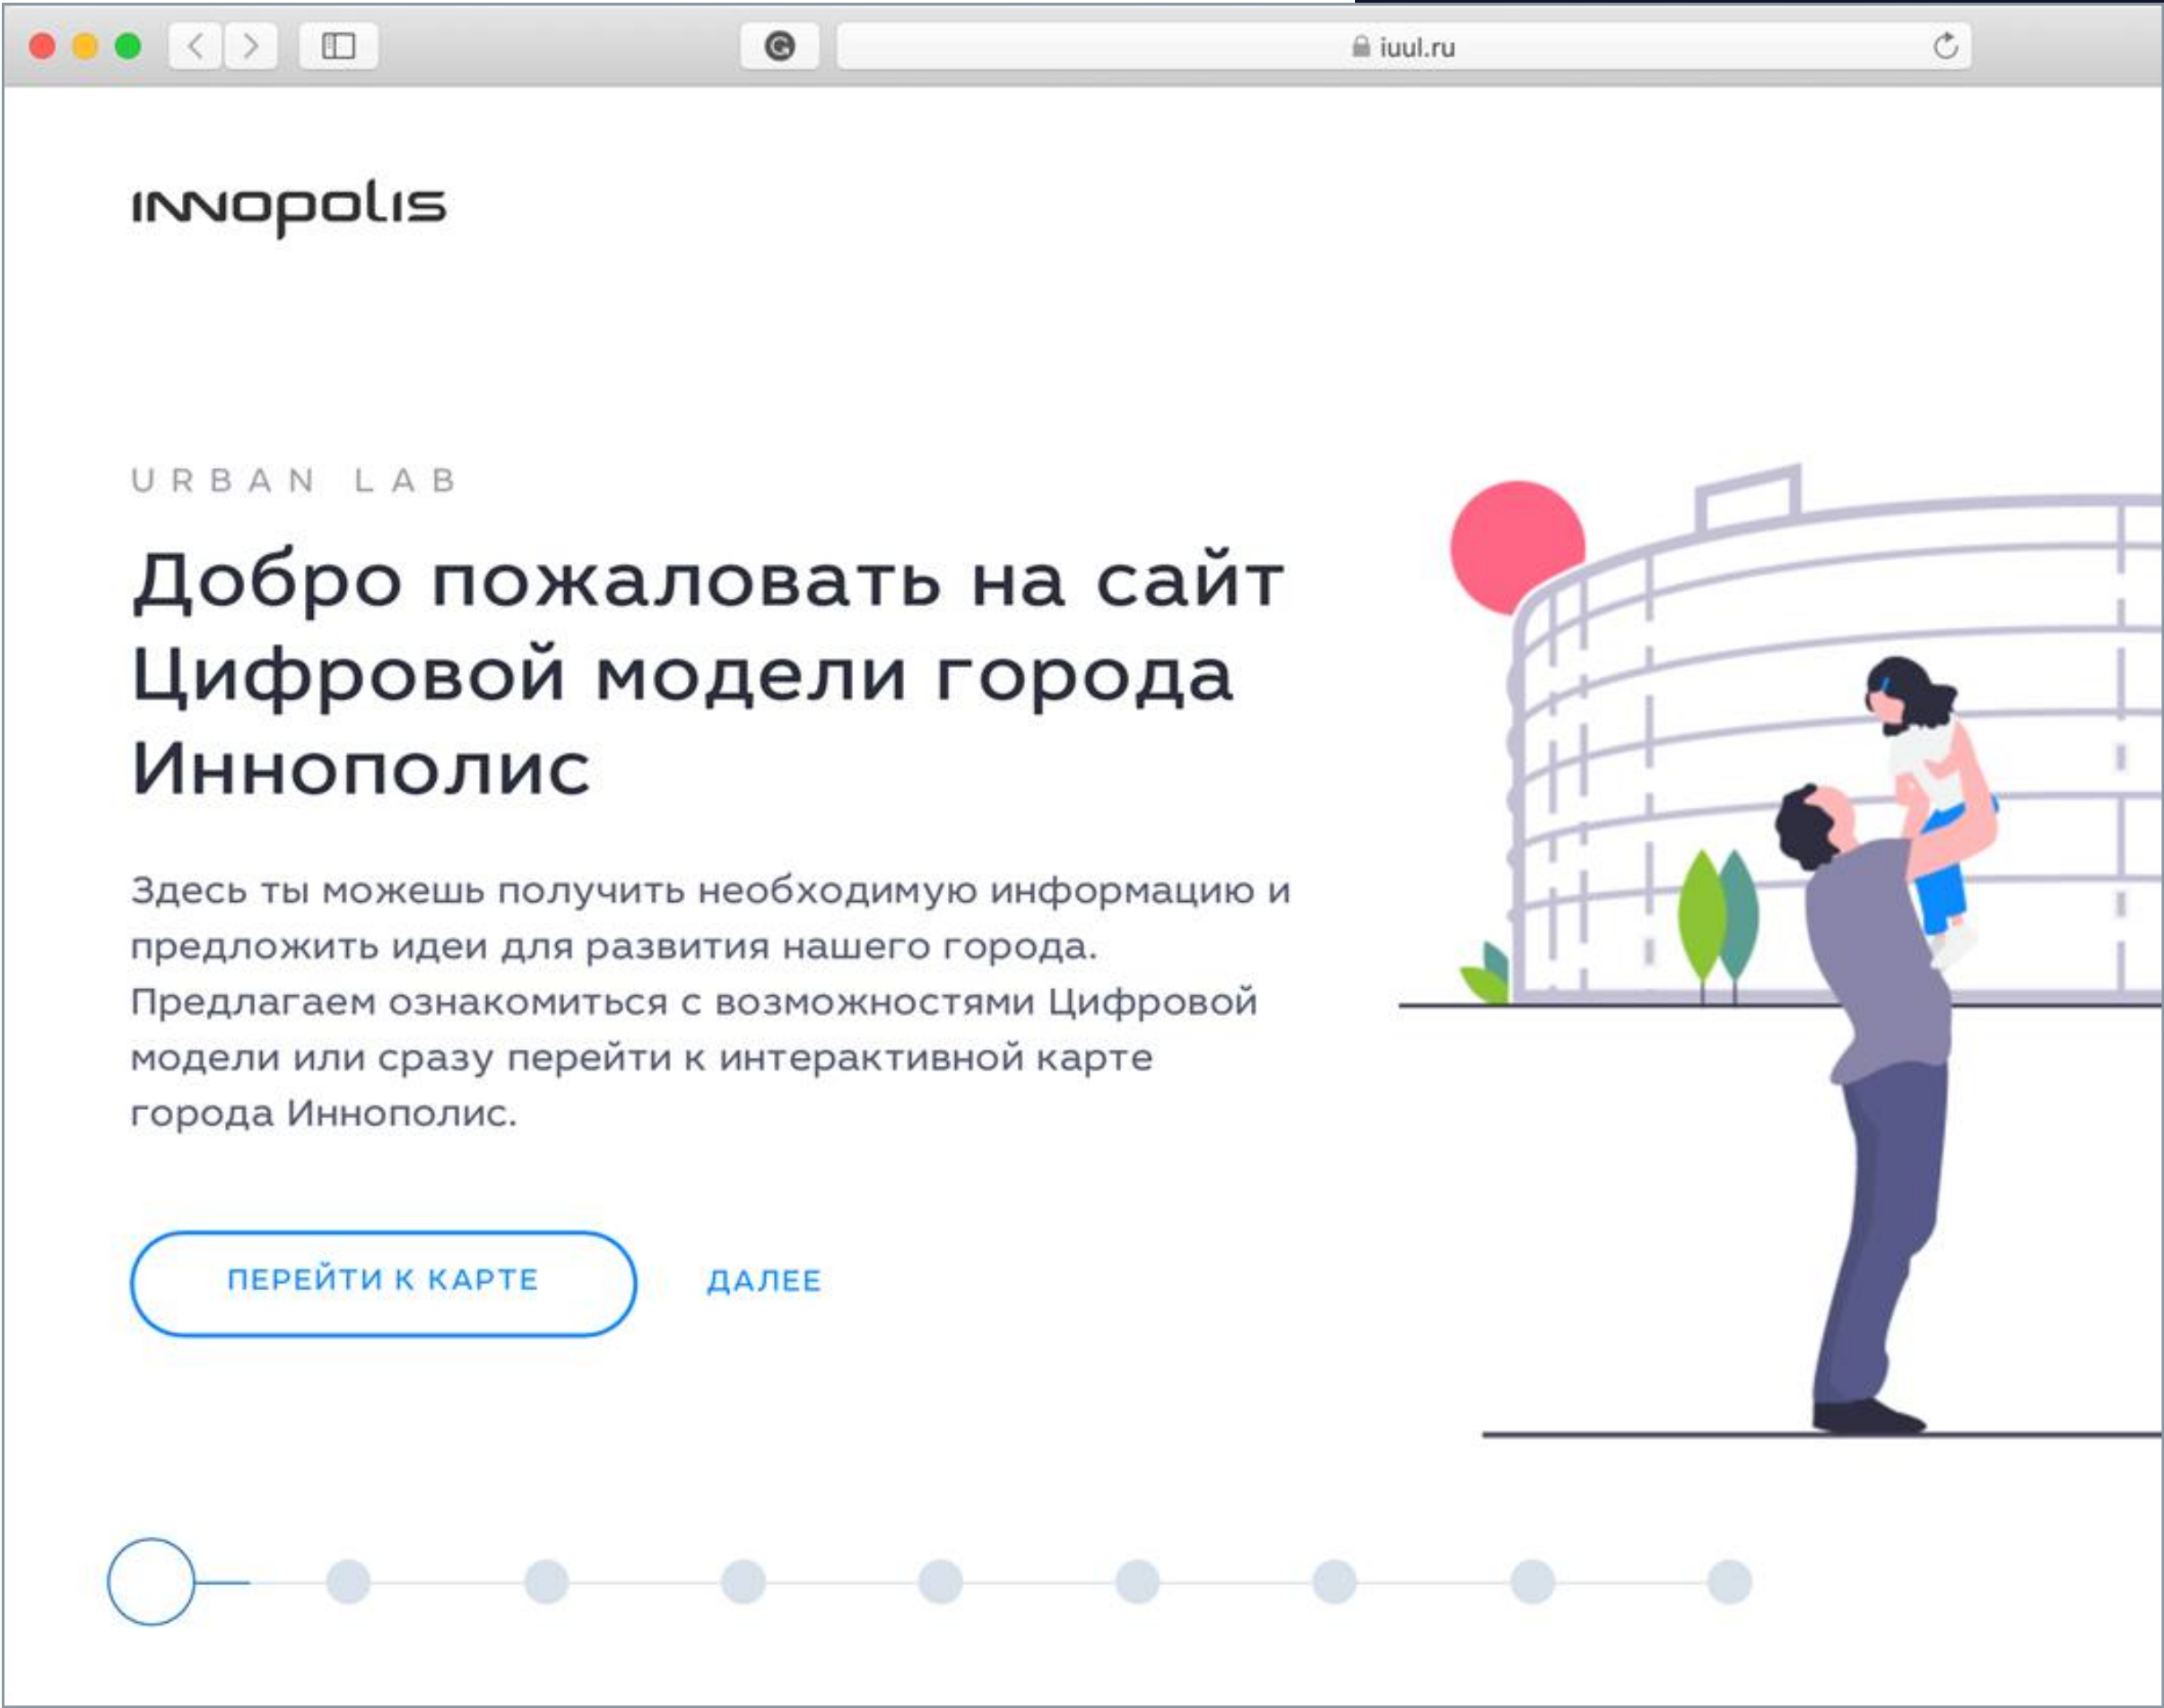 iuul.ru
INNOPOLIS
URBAN LAB
Добро пожаловать на сайт
Цифровой модели города
Иннополис
Здесь ты можешь получить необходимую информацию и
предложить идеи для развития нашего города.
Предлагаем ознакомиться с возможностями Цифровой
модели или сразу перейти к интерактивной карте
города Иннополис.
ПЕРЕЙТИ К КАРТЕ ДАЛЕЕ